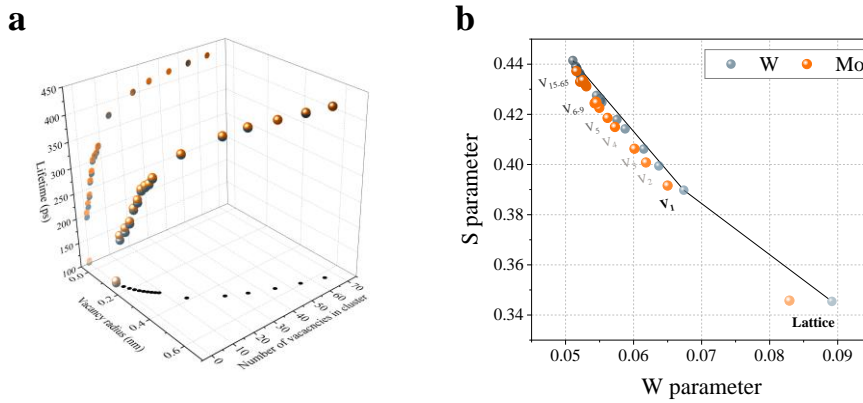 a
450
400
350
300
250
200
150
100
Lifetime (ps)
0.0
0.2
0.4
0.6
Vacancy radius (nm)
0
10
20
30
40
50
60
70
Number of vacacncies in cluster
b
0.44
0.42
0.40
0.38
0.36
0.34
S parameter
W Mo
V15-65
V6-9
V5
V4
V3
V2
V1
Lattice
0.05 0.06 0.07 0.08 0.09
W parameter